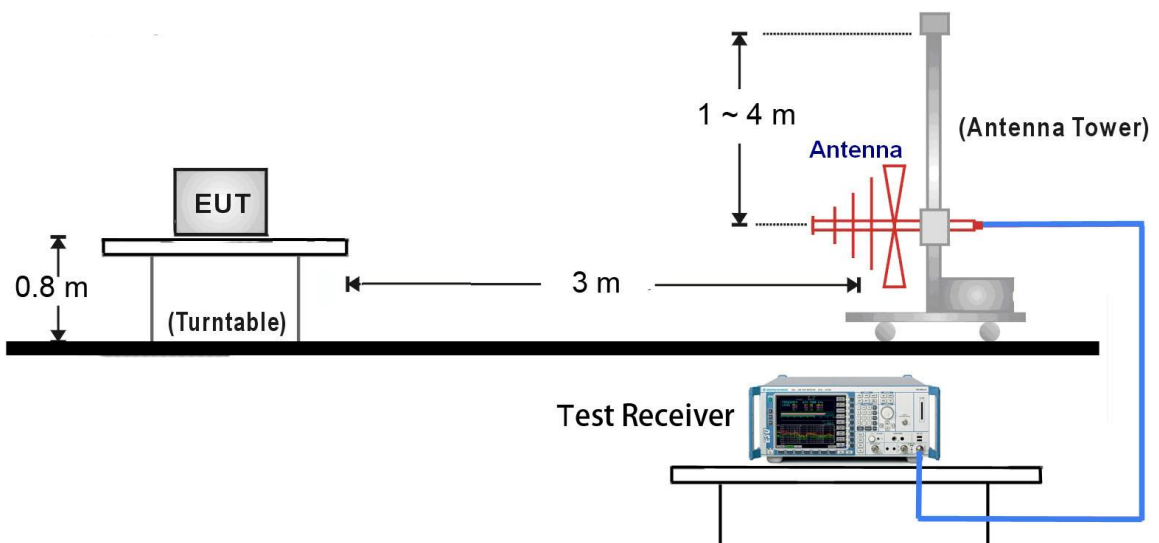 1 ~ 4 m
(Antenna Tower)
Antenna
EUT
0.8 m
3 m
(Turntable)
Test Receiver